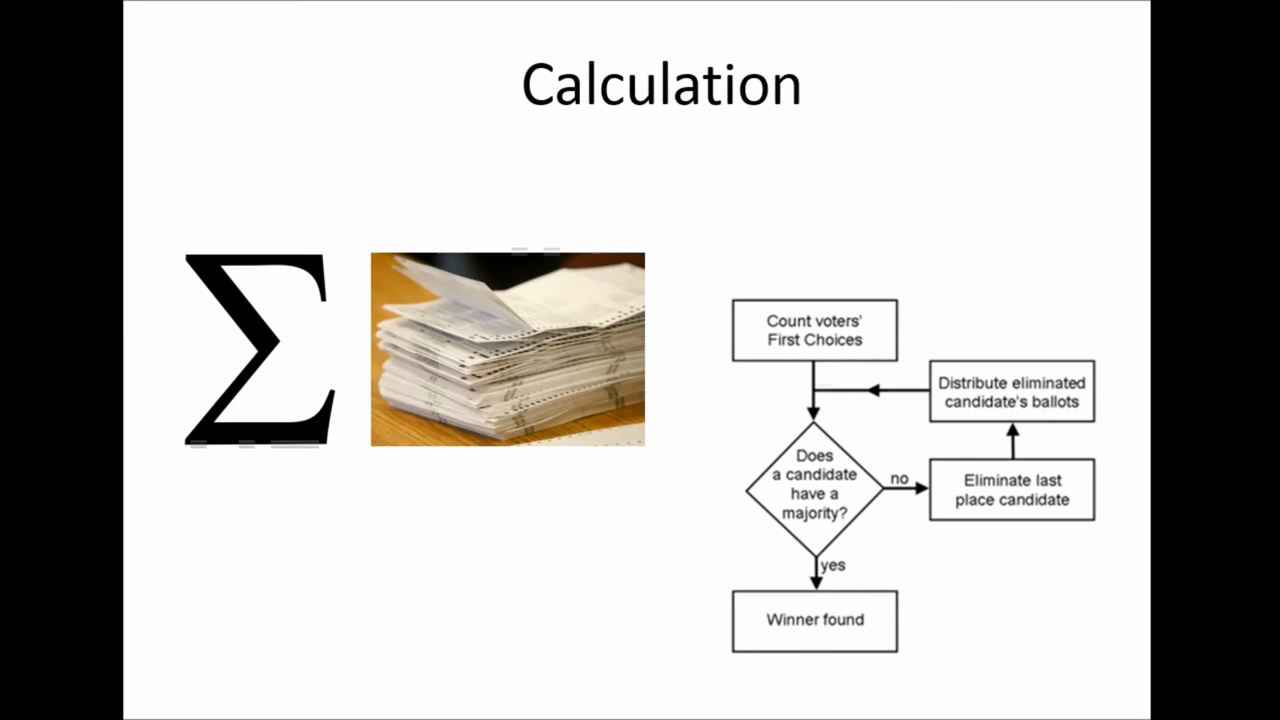 Calculation
Σ
Count voters'
First Choices
Distribute eliminated
candidate's ballots
Does
a candidate
have a
majority?
no
Eliminate last
place candidate
yes
Winner found